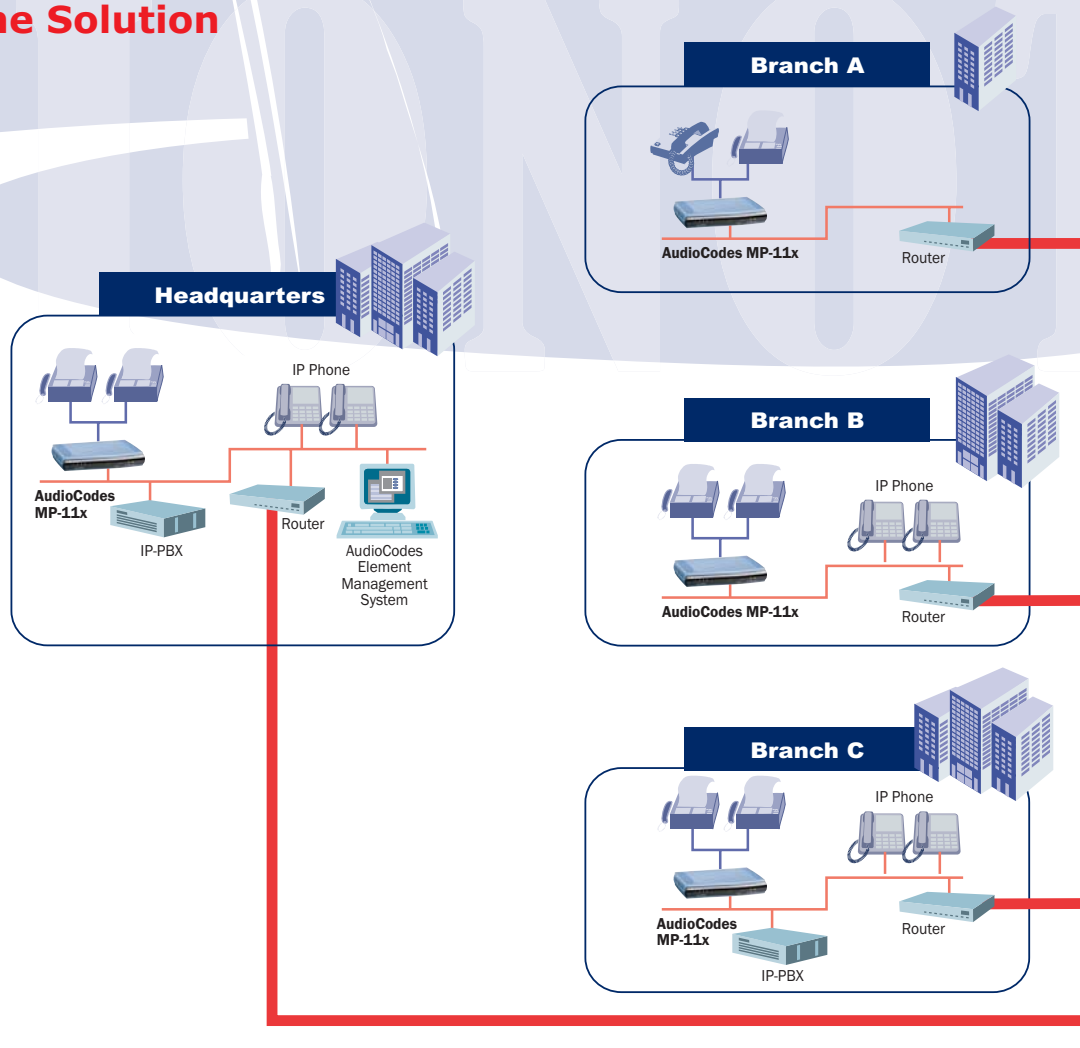 ne Solution
Branch A
AudioCodes MP-11x
Router
Headquarters
IP Phone
AudioCodes
MP-11x
IP-PBX
Router
AudioCodes
Element
Management
System
Branch B
IP Phone
AudioCodes MP-11x
Router
Branch C
IP Phone
AudioCodes
MP-11x
IP-PBX
Router